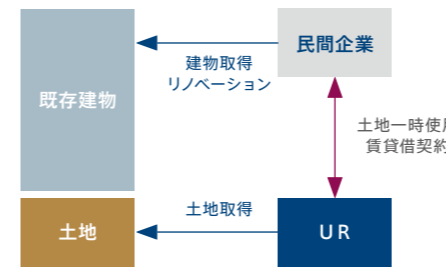 民間企業
建物取得
リノベーション
既存建物
土地一時使
賃貸借契約
土地取得
土地
UR